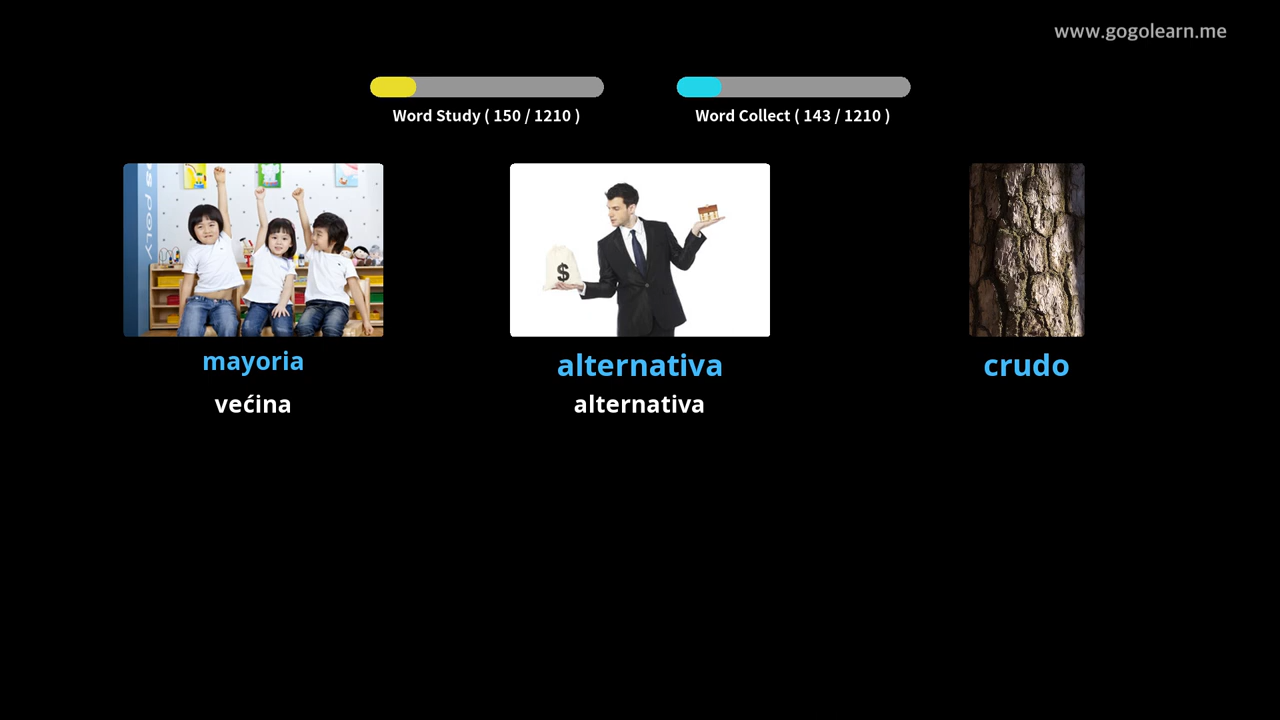 www.gogolearn.me
Word Study ( 150 / 1210 )
Word Collect ( 143 / 1210 )
mayoria
alternativa
crudo
većina
alternativa
$